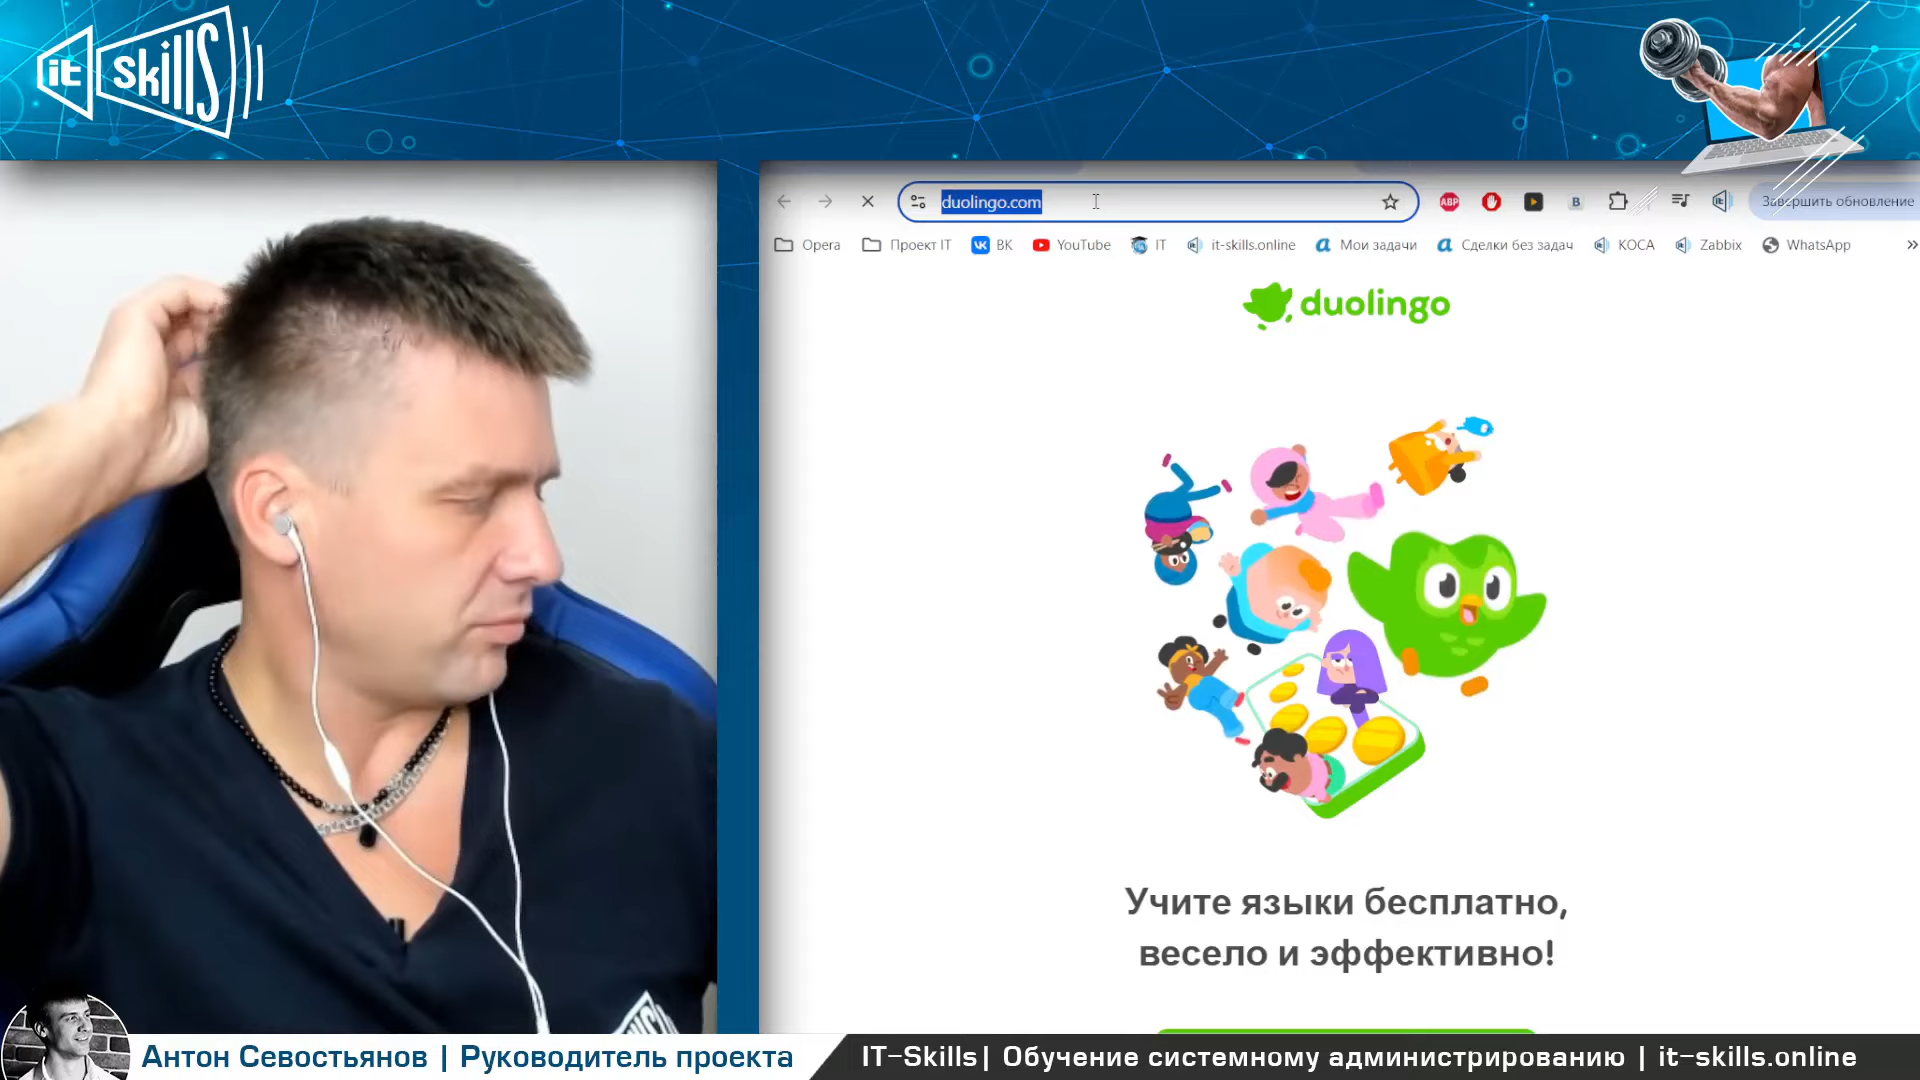 it skills
duolingo.com
ABP
B
Завершить обновление
Opera
Проект IT
ВК
YouTube
IT
it-skills.online
Мои задачи
Сделки без задач
КОСА
Zabbix
WhatsApp
duolingo
Учите языки бесплатно,
весело и эффективно!
Антон Севостьянов | Руководитель проекта
IT-Skills| Обучение системному администрированию | it-skills.online